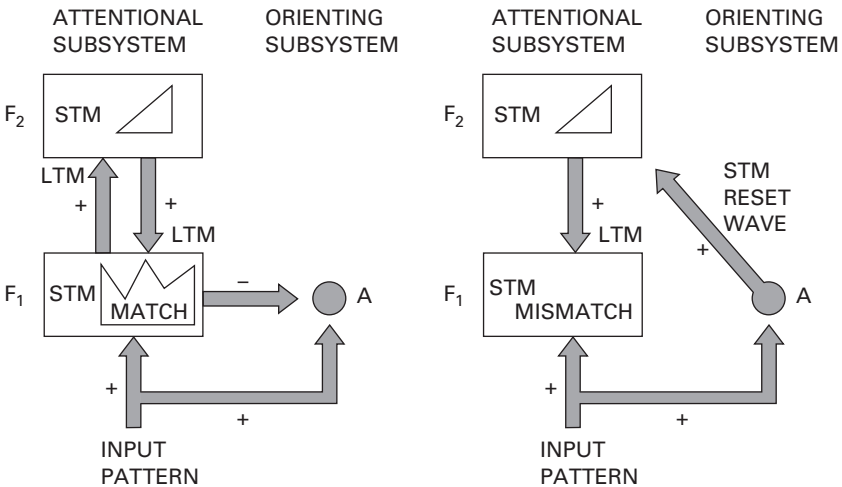 ATTENTIONAL
SUBSYSTEM
ORIENTING
SUBSYSTEM
F2
STM
LTM
+
+
LTM
F1
STM
MATCH
–
A
+
+
INPUT
PATTERN
ATTENTIONAL
SUBSYSTEM
ORIENTING
SUBSYSTEM
F2
STM
STM
RESET
WAVE
+
LTM
+
F1
STM
MISMATCH
A
+
+
INPUT
PATTERN